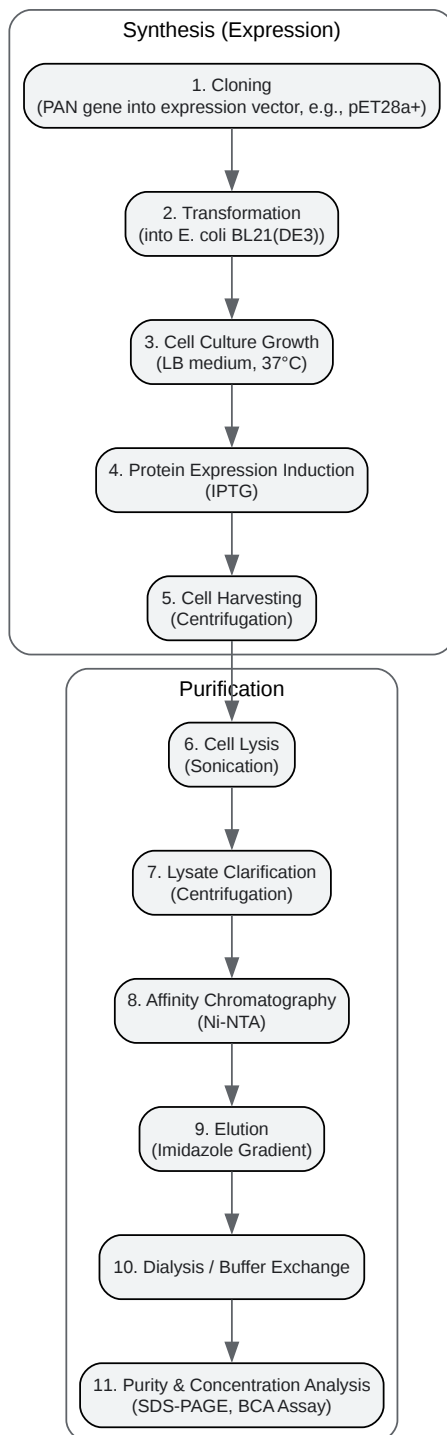 Synthesis (Expression)
1. Cloning
(PAN gene into expression vector, e.g., pET28a+)
2. Transformation
(into E. coli BL21(DE3))
3. Cell Culture Growth
(LB medium, 37°C)
4. Protein Expression Induction
(IPTG)
5. Cell Harvesting
(Centrifugation)
Purification
6. Cell Lysis
(Sonication)
7. Lysate Clarification
(Centrifugation)
8. Affinity Chromatography
(Ni-NTA)
9. Elution
(Imidazole Gradient)
10. Dialysis / Buffer Exchange
11. Purity & Concentration Analysis
(SDS-PAGE, BCA Assay)